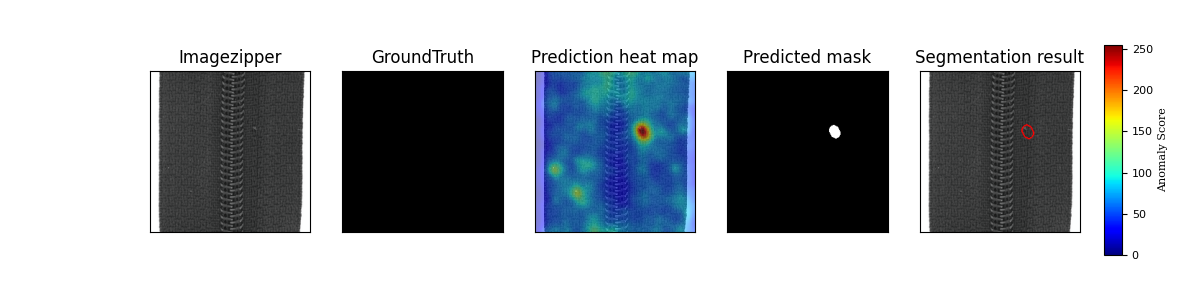 Imagezipper
GroundTruth
Prediction heat map
Predicted mask
Segmentation result
250
200
150
100
50
0
Anomaly Score